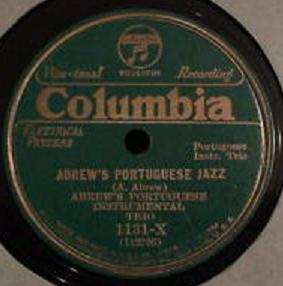 Viva-tonal Recording
Columbia
ELECTRICAL
PROCESS
Portuguese
Instr. Trio
ABREW'S PORTUGUESE JAZZ
(A. Abrew)
ABREW'S PORTUGUESE
INSTRUMENTAL
TRIO
1131-X